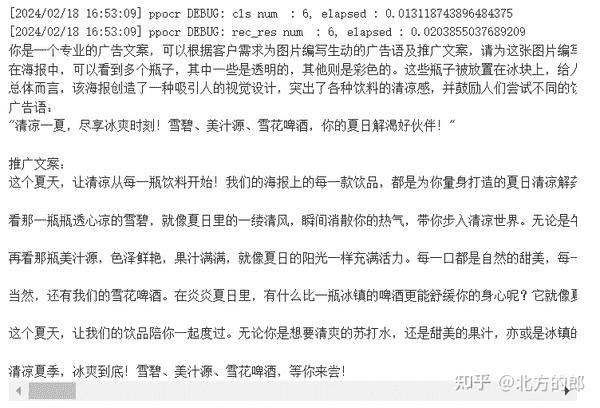 [2024/02/18 16:53:09] ppocr DEBUG: cls num  : 6, elapsed : 0.013118743896484375
[2024/02/18 16:53:09] ppocr DEBUG: rec_res num  : 6, elapsed : 0.0203855037689209
你是一个专业的广告文案, 可以根据客户需求为图片编写生动的广告语及推广文案, 请为这张图片编写
在海报中, 可以看到多个瓶子, 其中一些是透明的, 其他则是彩色的。这些瓶子被放置在冰块上, 给人
总体而言, 该海报创造了一种吸引人的视觉设计, 突出了各种饮料的清凉感, 并鼓励人们尝试不同的饮
广告语:
"清凉一夏, 尽享冰爽时刻! 雪碧、美汁源、雪花啤酒, 你的夏日解渴好伙伴! "
推广文案:
这个夏天, 让清凉从每一瓶饮料开始! 我们的海报上的每一款饮品, 都是为你量身打造的夏日清凉解
看那一瓶瓶透心凉的雪碧, 就像夏日里的一缕清风, 瞬间消散你的热气, 带你步入清凉世界。无论是午
再看那瓶美汁源, 色泽鲜艳, 果汁满满, 就像夏日的阳光一样充满活力。每一口都是自然的甜美, 每一
当然, 还有我们的雪花啤酒。在炎炎夏日里, 有什么比一瓶冰镇的啤酒更能舒缓你的身心呢? 它就像夏
这个夏天, 让我们的饮品陪你一起度过。无论你是想要清爽的苏打水, 还是甜美的果汁, 亦或是冰镇的
清凉夏季, 冰爽到底! 雪碧、美汁源、雪花啤酒, 等你来尝!
知乎 @北方的郎